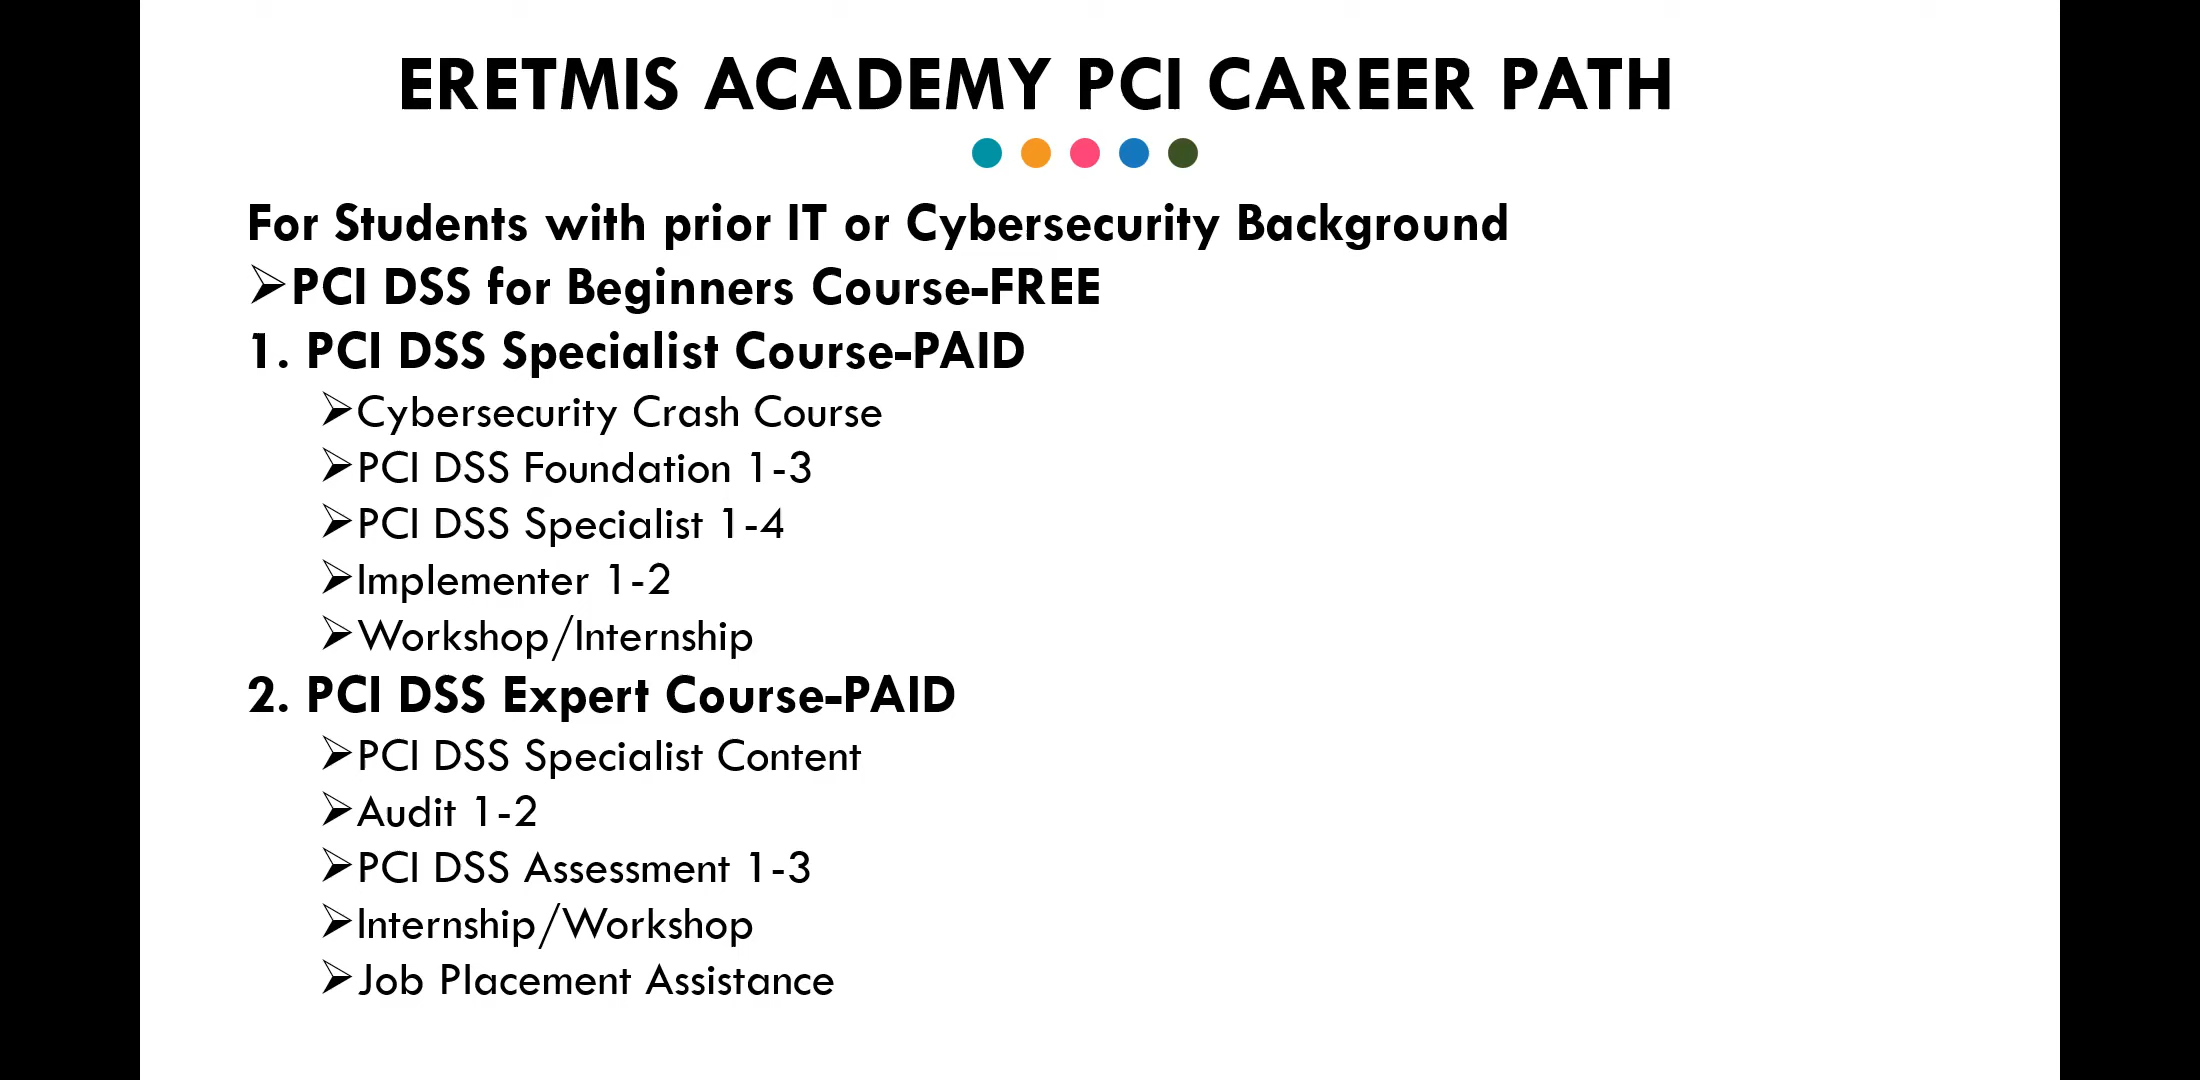 ERETMIS ACADEMY PCI CAREER PATH
For Students with prior IT or Cybersecurity Background
➢PCI DSS for Beginners Course-FREE
1. PCI DSS Specialist Course-PAID
➢Cybersecurity Crash Course
➢PCI DSS Foundation 1-3
➢PCI DSS Specialist 1-4
➢Implementer 1-2
➢Workshop/Internship
2. PCI DSS Expert Course-PAID
➢PCI DSS Specialist Content
➢Audit 1-2
➢PCI DSS Assessment 1-3
➢Internship/Workshop
➢Job Placement Assistance